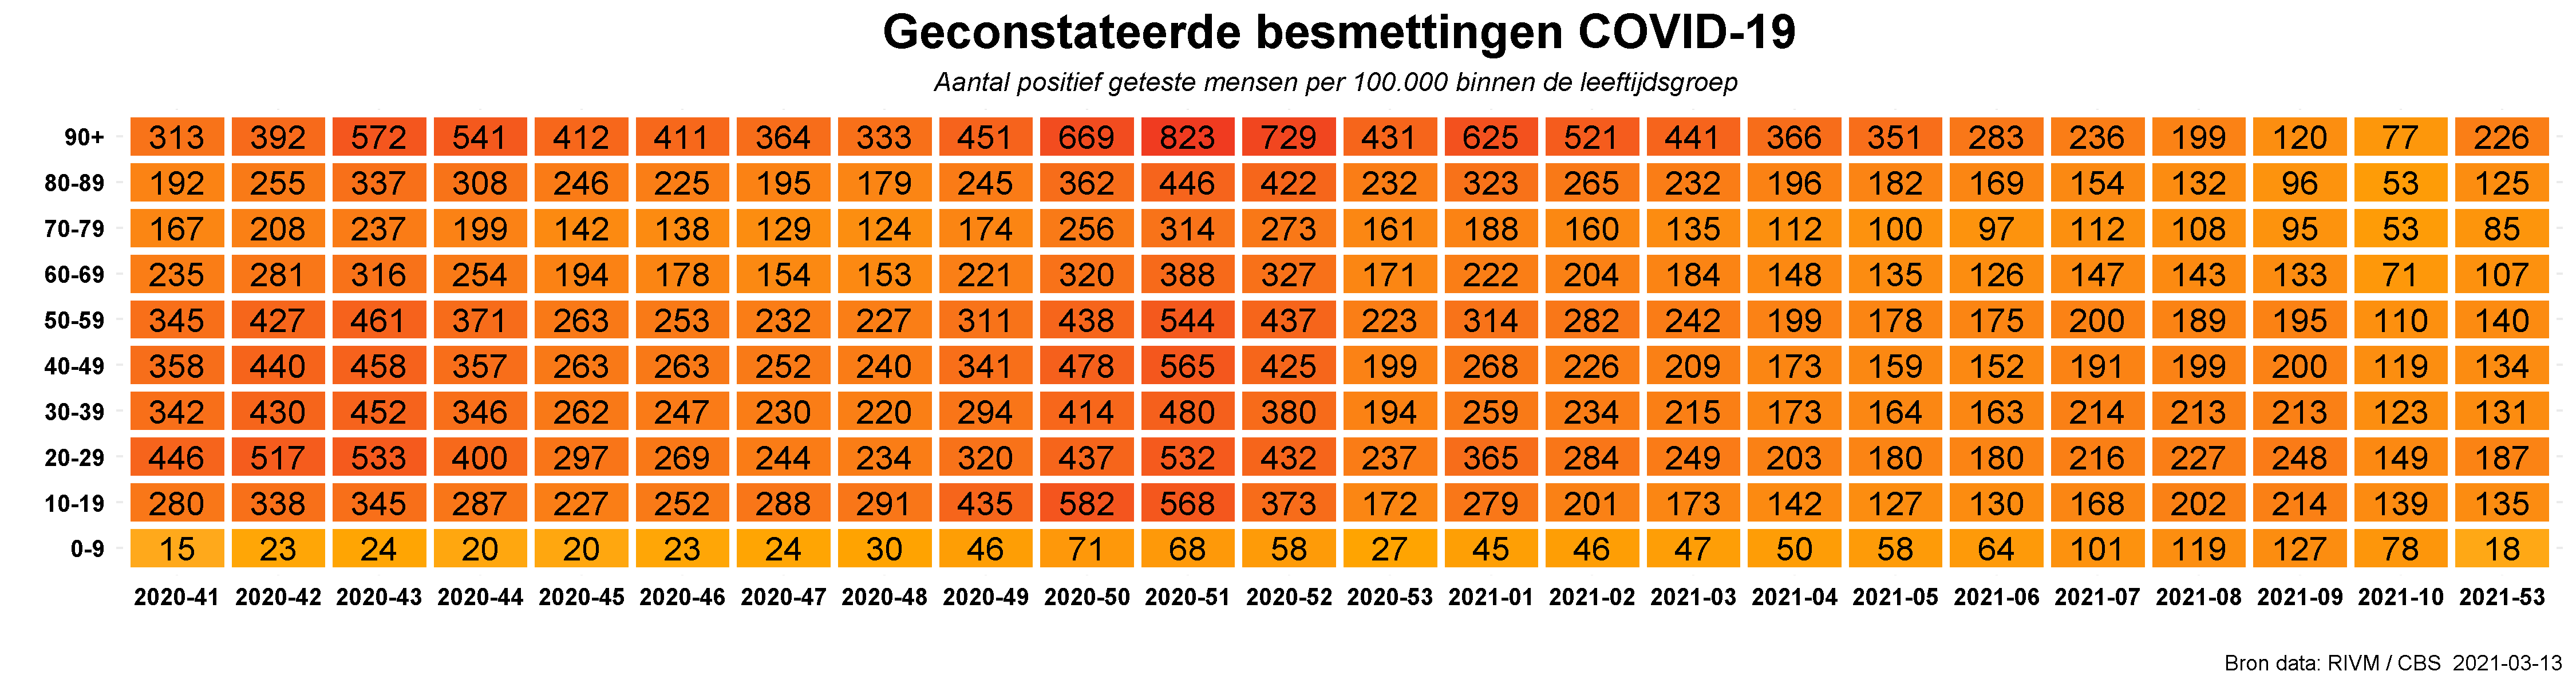 Geconstateerde besmettingen COVID-19
Aantal positief geteste mensen per 100.000 binnen de leeftijdsgroep
90+ 313 392 572 541 412 411 364 333 451 669 823 729 431 625 521 441 366 351 283 236 199 120 77 226
80-89 192 255 337 308 246 225 195 179 245 362 446 422 232 323 265 232 196 182 169 154 132 96 53 125
70-79 167 208 237 199 142 138 129 124 174 256 314 273 161 188 160 135 112 100 97 112 108 95 53 85
60-69 235 281 316 254 194 178 154 153 221 320 388 327 171 222 204 184 148 135 126 147 143 133 71 107
50-59 345 427 461 371 263 253 232 227 311 438 544 437 223 314 282 242 199 178 175 200 189 195 110 140
40-49 358 440 458 357 263 263 252 240 341 478 565 425 199 268 226 209 173 159 152 191 199 200 119 134
30-39 342 430 452 346 262 247 230 220 294 414 480 380 194 259 234 215 173 164 163 214 213 213 123 131
20-29 446 517 533 400 297 269 244 234 320 437 532 432 237 365 284 249 203 180 180 216 227 248 149 187
10-19 280 338 345 287 227 252 288 291 435 582 568 373 172 279 201 173 142 127 130 168 202 214 139 135
0-9 15 23 24 20 20 23 24 30 46 71 68 58 27 45 46 47 50 58 64 101 119 127 78 18
2020-41 2020-42 2020-43 2020-44 2020-45 2020-46 2020-47 2020-48 2020-49 2020-50 2020-51 2020-52 2020-53 2021-01 2021-02 2021-03 2021-04 2021-05 2021-06 2021-07 2021-08 2021-09 2021-10 2021-53
Bron data: RIVM / CBS 2021-03-13